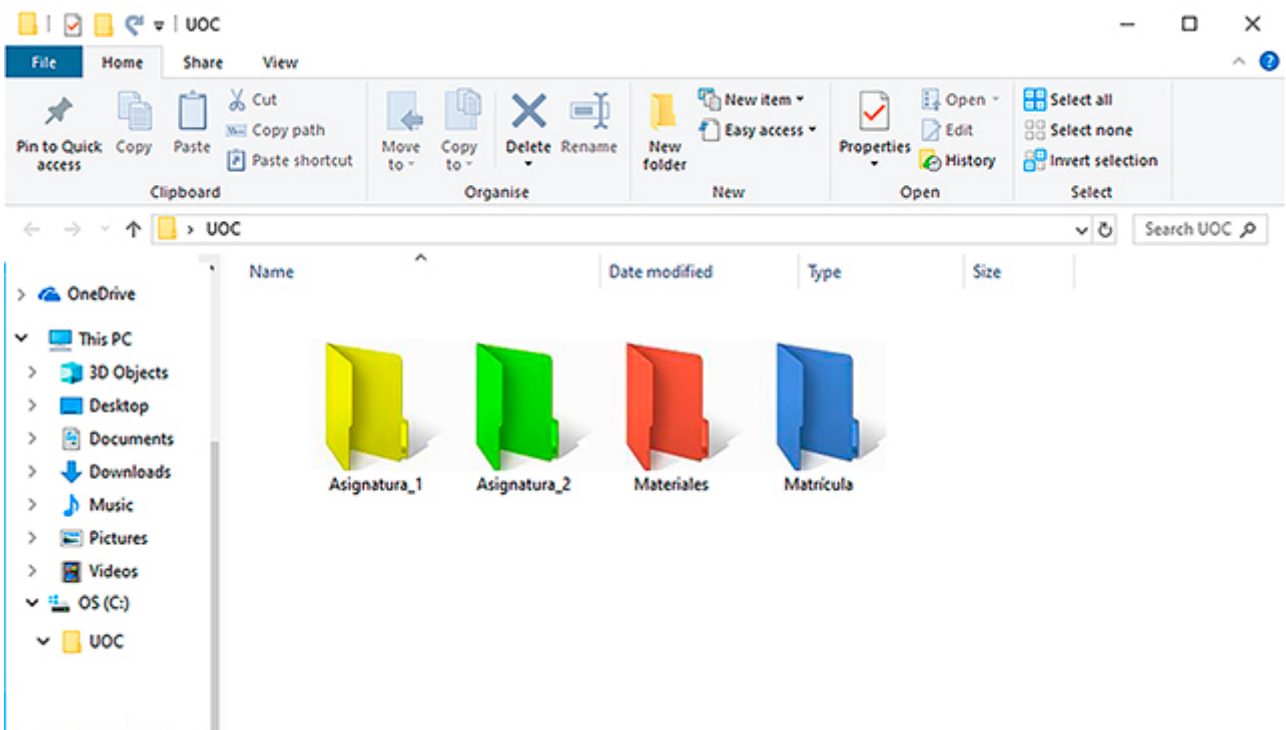 UOC
File Home Share View
Pin to Quick access
Copy
Paste
Cut
Copy path
Paste shortcut
Clipboard
Move to
Copy to
Delete
Rename
Organise
New folder
New item
Easy access
New
Properties
Open
Edit
History
Open
Select all
Select none
Invert selection
Select
UOC
Search UOC
Name Date modified Type Size
OneDrive
This PC
3D Objects
Desktop
Documents
Downloads
Music
Pictures
Videos
OS (C:)
UOC
Asignatura_1 Asignatura_2 Materiales Matrícula